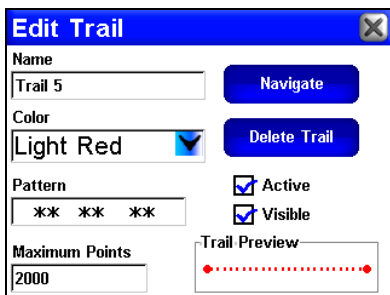 Edit Trail
Name
Trail 5
Navigate
Color
Light Red
Delete Trail
Pattern
** ** **
Active
Visible
Maximum Points
2000
Trail Preview